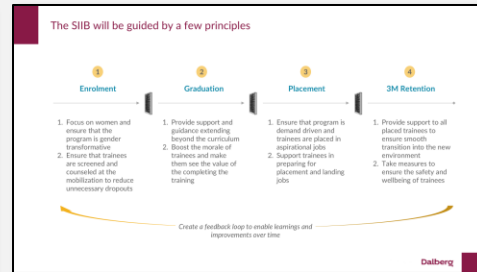 The SIIB will be guided by a few principles
1
Enrolment
1. Focus on women and
ensure that the
program is gender
transformative
2. Ensure that trainees
are screened and
counseled at the
mobilization to reduce
unnecessary dropouts
2
Graduation
1. Provide support and
guidance extending
beyond the curriculum
2. Boost the morale of
trainees and make
them see the value of
the completing the
training
3
Placement
1. Ensure that program is
demand driven and
trainees are placed in
aspirational jobs
2. Support trainees in
preparing for
placement and landing
jobs
4
3M Retention
1. Provide support to all
placed trainees to
ensure smooth
transition into the new
environment
2. Take measures to
ensure the safety and
wellbeing of trainees
Create a feedback loop to enable learnings and
improvements over time
Dalberg